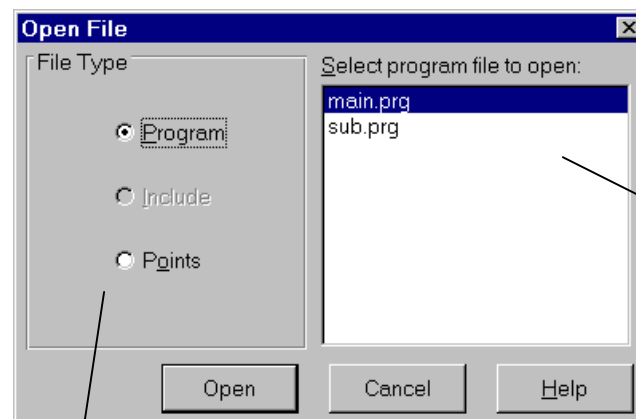 Open File
File Type
Program
Include
Points
Select program file to open:
main.prg
sub.prg
Open
Cancel
Help